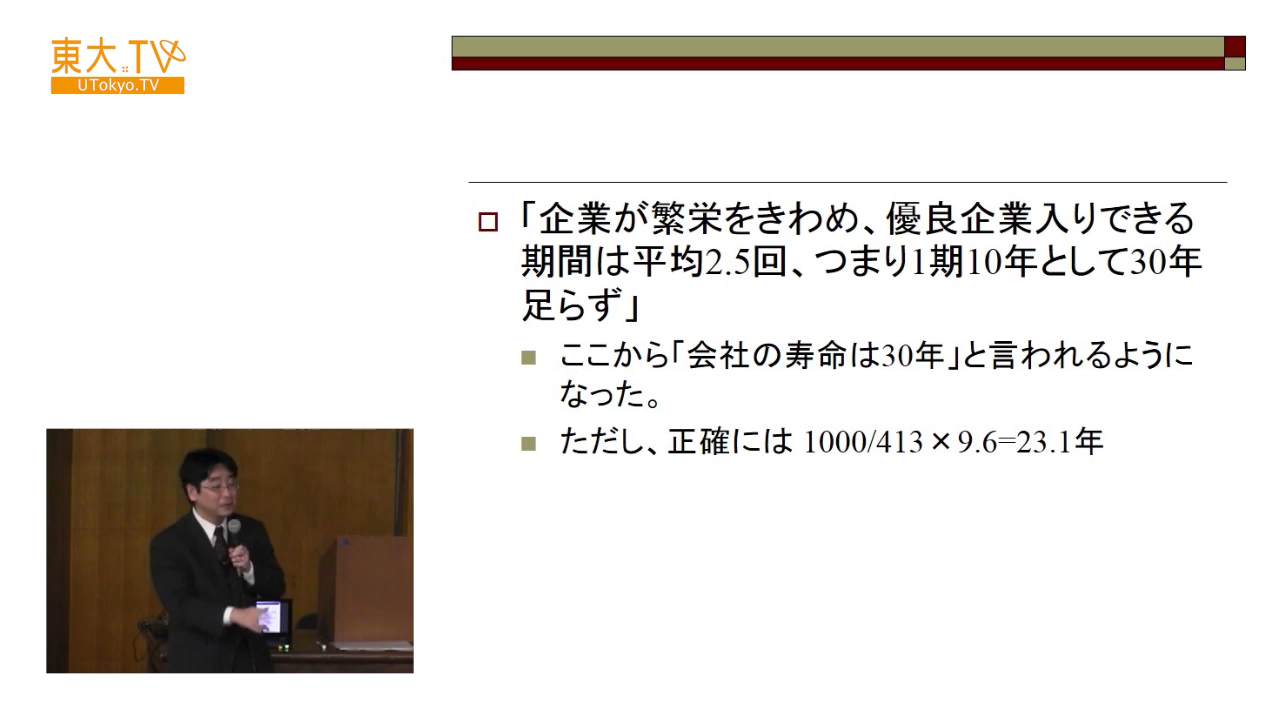 東大.TV
UTokyo.TV
「企業が繁栄をきわめ、優良企業入りできる
期間は平均2.5回、つまり1期10年として30年
足らず」
ここから「会社の寿命は30年」と言われるように
なった。
ただし、正確には 1000/413×9.6=23.1年